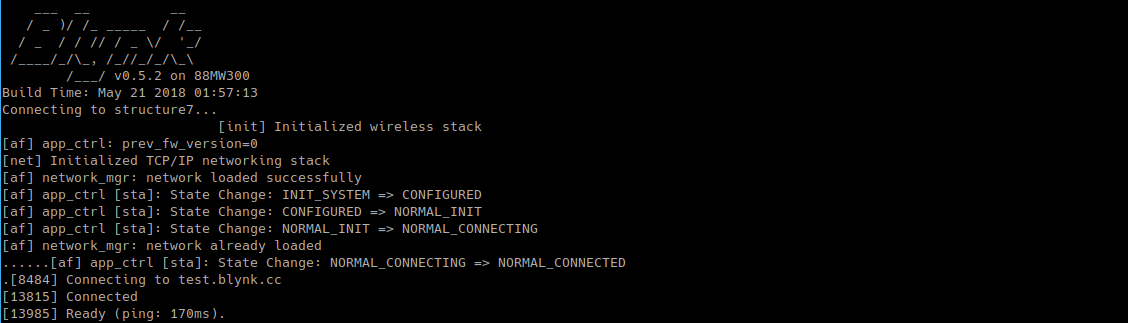 ___  __          __
   / _ )/ /_ _____  / /__
  / _  / / // / _ \/  '_/
 /____/_/\_, /_//_/_/\_\
        /___/ v0.5.2 on 88MW300
Build Time: May 21 2018 01:57:13
Connecting to structure7...
                           [init] Initialized wireless stack
[af] app_ctrl: prev_fw_version=0
[net] Initialized TCP/IP networking stack
[af] network_mgr: network loaded successfully
[af] app_ctrl [sta]: State Change: INIT_SYSTEM => CONFIGURED
[af] app_ctrl [sta]: State Change: CONFIGURED => NORMAL_INIT
[af] app_ctrl [sta]: State Change: NORMAL_INIT => NORMAL_CONNECTING
[af] network_mgr: network already loaded
......[af] app_ctrl [sta]: State Change: NORMAL_CONNECTING => NORMAL_CONNECTED
.[8484] Connecting to test.blynk.cc
[13815] Connected
[13985] Ready (ping: 170ms).